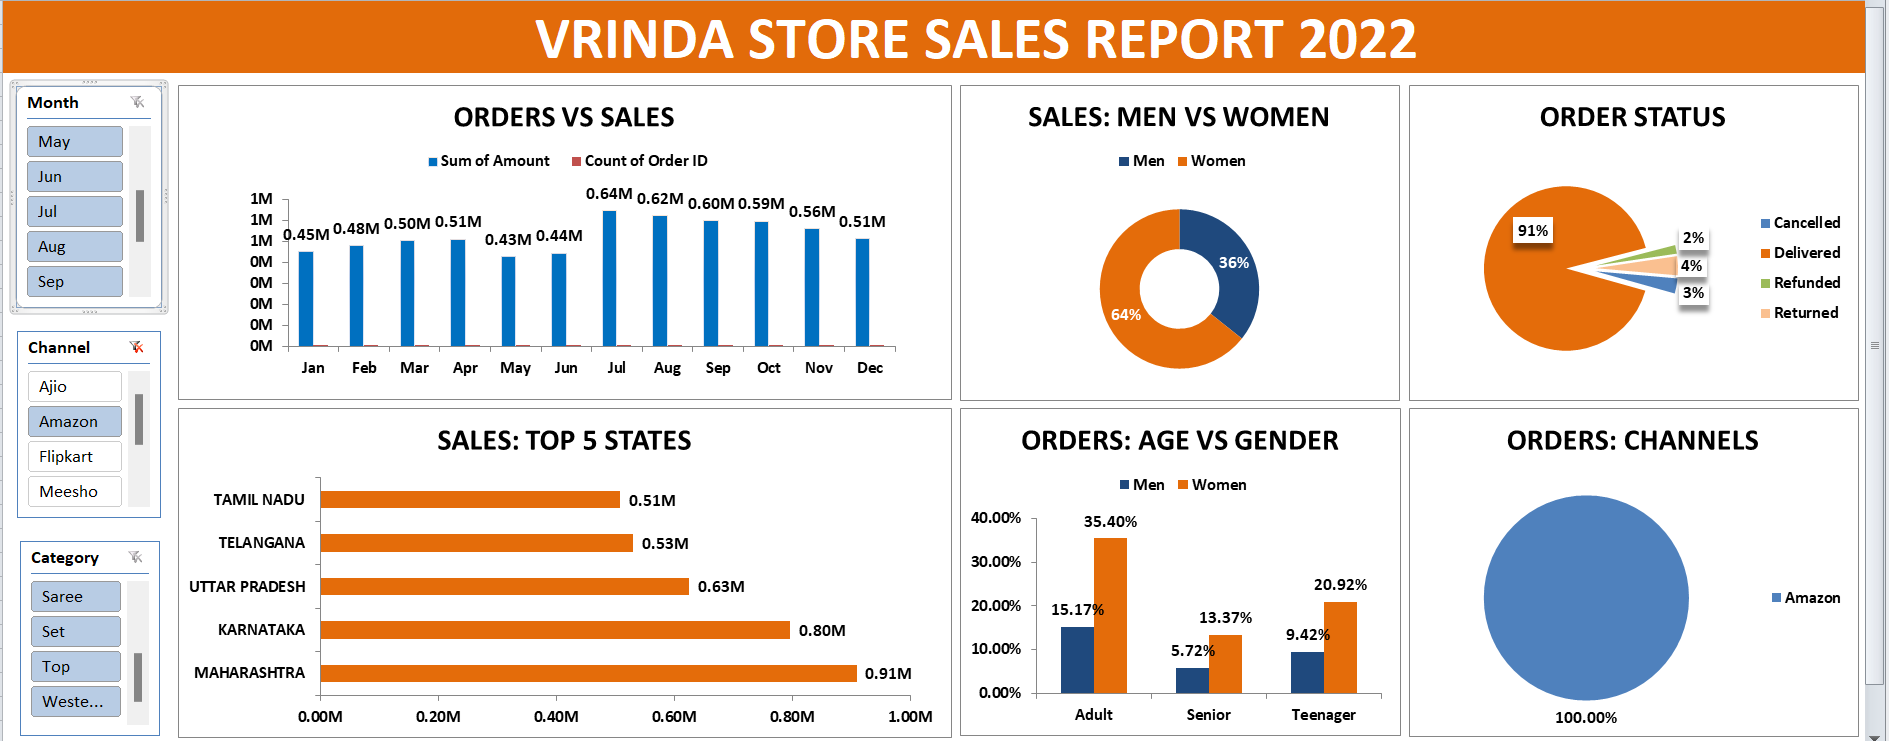 VRINDA STORE SALES REPORT 2022
Month
May
Jun
Jul
Aug
Sep
Channel
Ajio
Amazon
Flipkart
Meesho
Category
Saree
Set
Top
Weste...
ORDERS VS SALES
Sum of Amount Count of Order ID
1M
1M
1M
0M
0M
0M
0M
0M
0.45M 0.48M 0.50M 0.51M 0.43M 0.44M 0.64M 0.62M 0.60M 0.59M 0.56M 0.51M
Jan Feb Mar Apr May Jun Jul Aug Sep Oct Nov Dec
SALES: MEN VS WOMEN
Men Women
36%
64%
ORDER STATUS
91%
2%
4%
3%
Cancelled
Delivered
Refunded
Returned
SALES: TOP 5 STATES
TAMIL NADU 0.51M
TELANGANA 0.53M
UTTAR PRADESH 0.63M
KARNATAKA 0.80M
MAHARASHTRA 0.91M
0.00M 0.20M 0.40M 0.60M 0.80M 1.00M
ORDERS: AGE VS GENDER
Men Women
40.00%
30.00%
20.00%
10.00%
0.00%
15.17% 35.40% 5.72% 13.37% 9.42% 20.92%
Adult Senior Teenager
ORDERS: CHANNELS
Amazon
100.00%